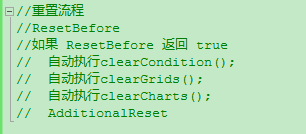 //重置流程
//ResetBefore
//如果 ResetBefore 返回 true
//  自动执行clearCondition();
//  自动执行clearGrids();
//  自动执行clearCharts();
//  AdditionalReset